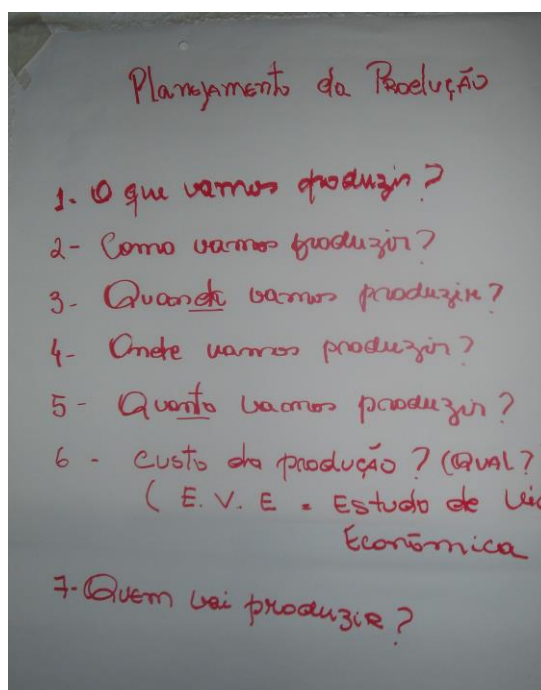 Planejamento da Produção
1. O que vamos produzir?
2- Como vamos produzir?
3- Quando vamos produzir?
4- Onde vamos produzir?
5- Quanto vamos produzir?
6 - Custo da produção? (QUAL?
( E. V. E = Estudo de
Econômica
7- Quem vai produzir?